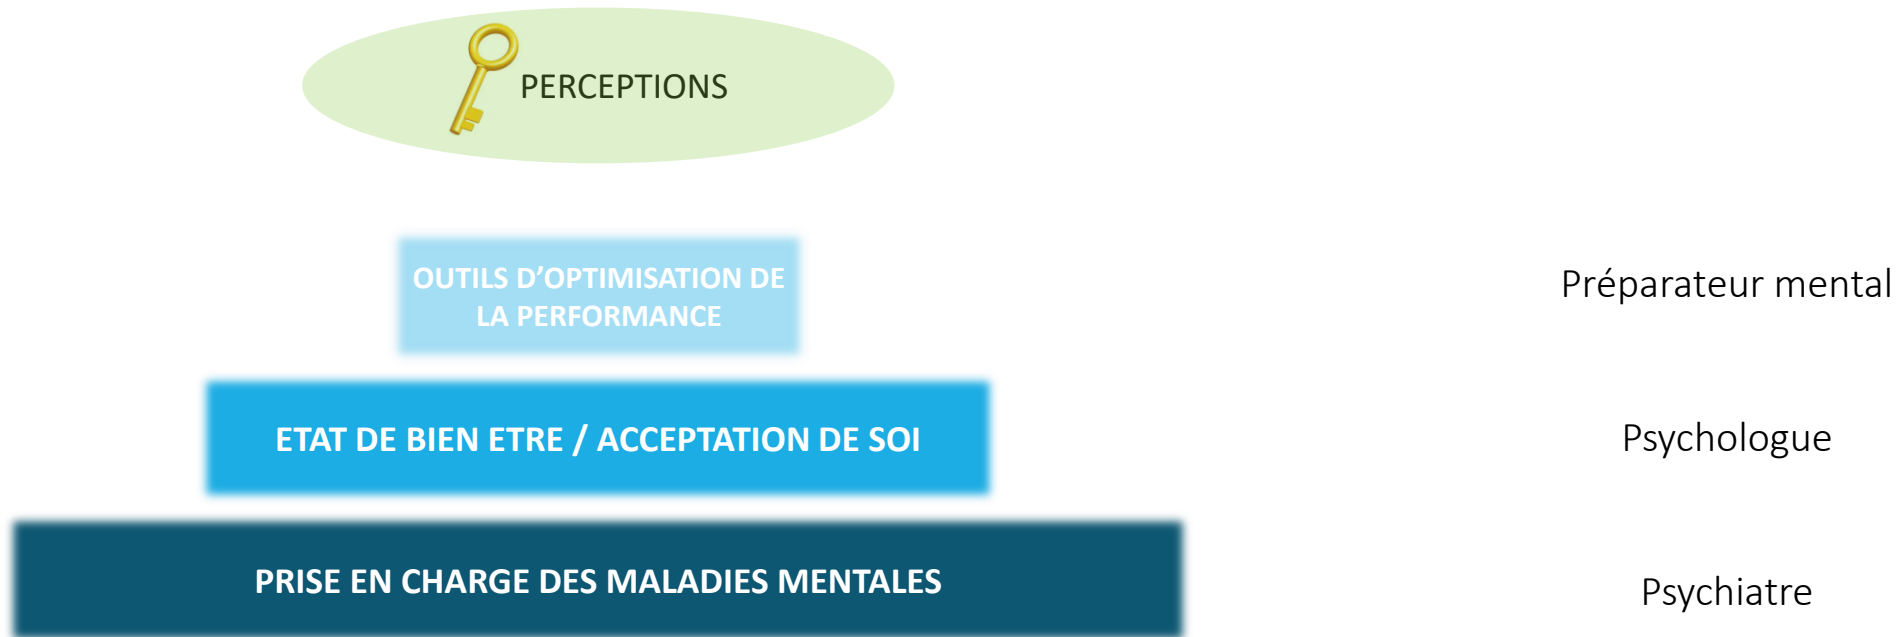 PERCEPTIONS
OUTILS D’OPTIMISATION DE
LA PERFORMANCE
Préparateur mental
ETAT DE BIEN ETRE / ACCEPTATION DE SOI
Psychologue
PRISE EN CHARGE DES MALADIES MENTALES
Psychiatre